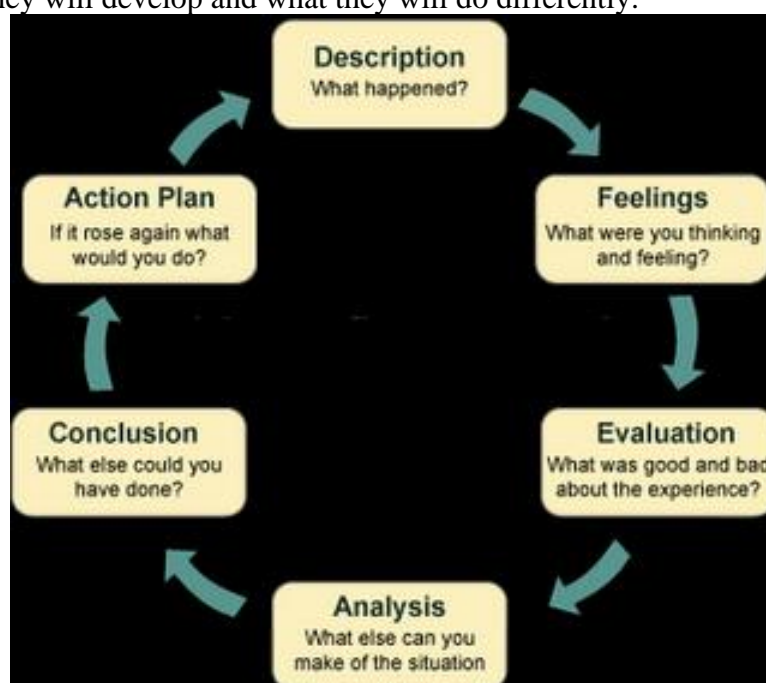 ey will develop and what they will do differently.
Description
What happened?
Feelings
What were you thinking
and feeling?
Evaluation
What was good and bad
about the experience?
Analysis
What else can you
make of the situation
Conclusion
What else could you
have done?
Action Plan
If it rose again what
would you do?